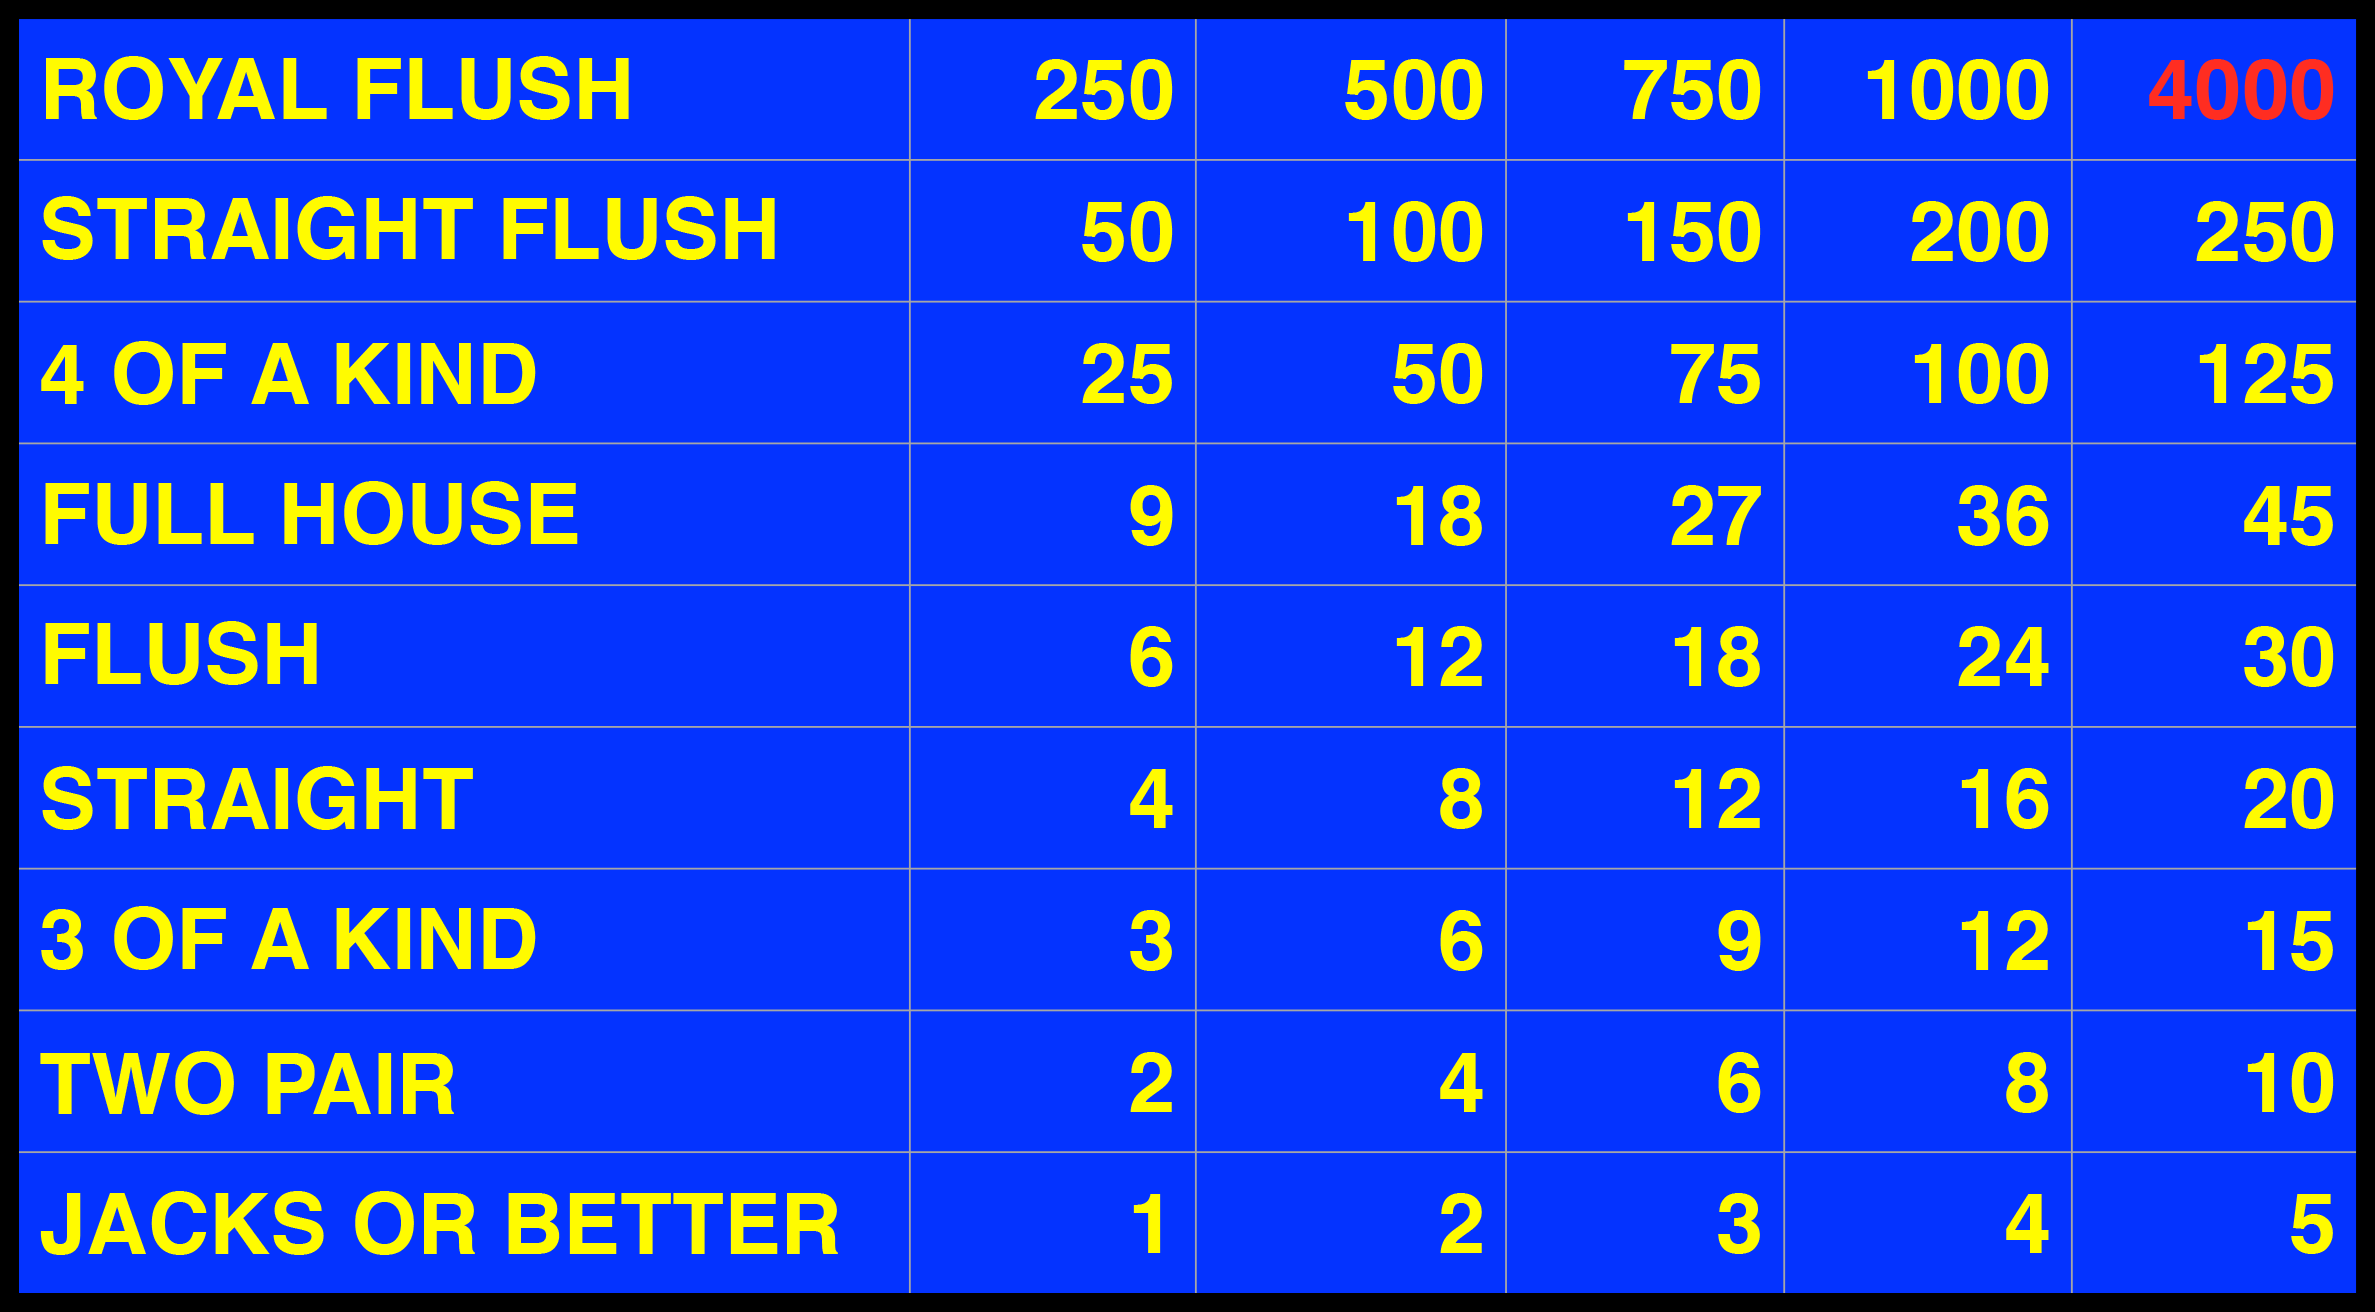 ROYAL FLUSH 250 500 750 1000 4000
STRAIGHT FLUSH 50 100 150 200 250
4 OF A KIND 25 50 75 100 125
FULL HOUSE 9 18 27 36 45
FLUSH 6 12 18 24 30
STRAIGHT 4 8 12 16 20
3 OF A KIND 3 6 9 12 15
TWO PAIR 2 4 6 8 10
JACKS OR BETTER 1 2 3 4 5